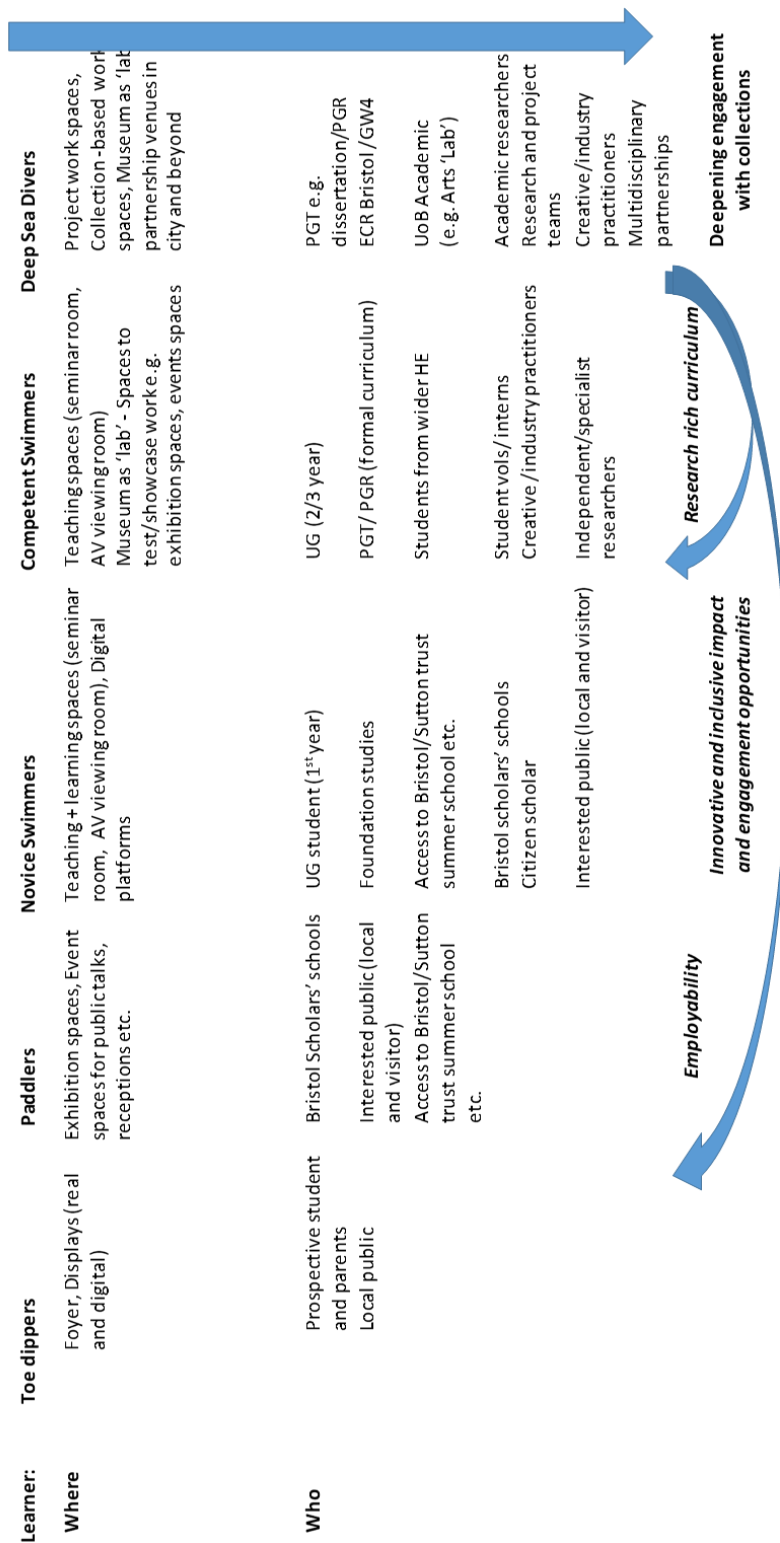 Learner:
Toe dippers
Paddlers
Novice Swimmers
Competent Swimmers
Deep Sea Divers
Where
Foyer, Displays (real
and digital)
Exhibition spaces, Event
spaces for public talks,
receptions etc.
Teaching + learning spaces (seminar
room, AV viewing room), Digital
platforms
Teaching spaces (seminar room,
AV viewing room)
Museum as ‘lab’ - Spaces to
test/showcase work e.g.
exhibition spaces, events spaces
Project work spaces,
Collection -based work
spaces, Museum as ‘lab
partnership venues in
city and beyond
Who
Prospective student
and parents
Local public
Bristol Scholars’ schools
Interested public (local
and visitor)
Access to Bristol/Sutton
trust summer school
etc.
UG student (1st year)
Foundation studies
Access to Bristol/Sutton trust
summer school etc.
Bristol scholars’ schools
Citizen scholar
Interested public (local and visitor)
UG (2/3 year)
PGT/ PGR (formal curriculum)
Students from wider HE
Student vols/ interns
Creative /industry practitioners
Independent/specialist
researchers
PGT e.g.
dissertation/PGR
ECR Bristol /GW4
UoB Academic
(e.g. Arts ‘Lab’)
Academic researchers
Research and project
teams
Creative/industry
practitioners
Multidisciplinary
partnerships
Employability
Innovative and inclusive impact
and engagement opportunities
Research rich curriculum
Deepening engagement
with collections